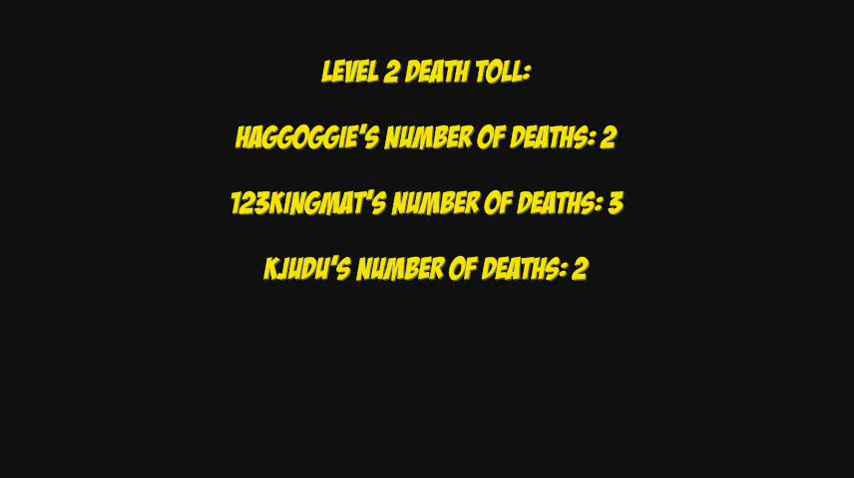 LEVEL 2 DEATH TOLL:
HAGGOGGIE'S NUMBER OF DEATHS: 2
123KINGMAT'S NUMBER OF DEATHS: 3
KJUDU'S NUMBER OF DEATHS: 2